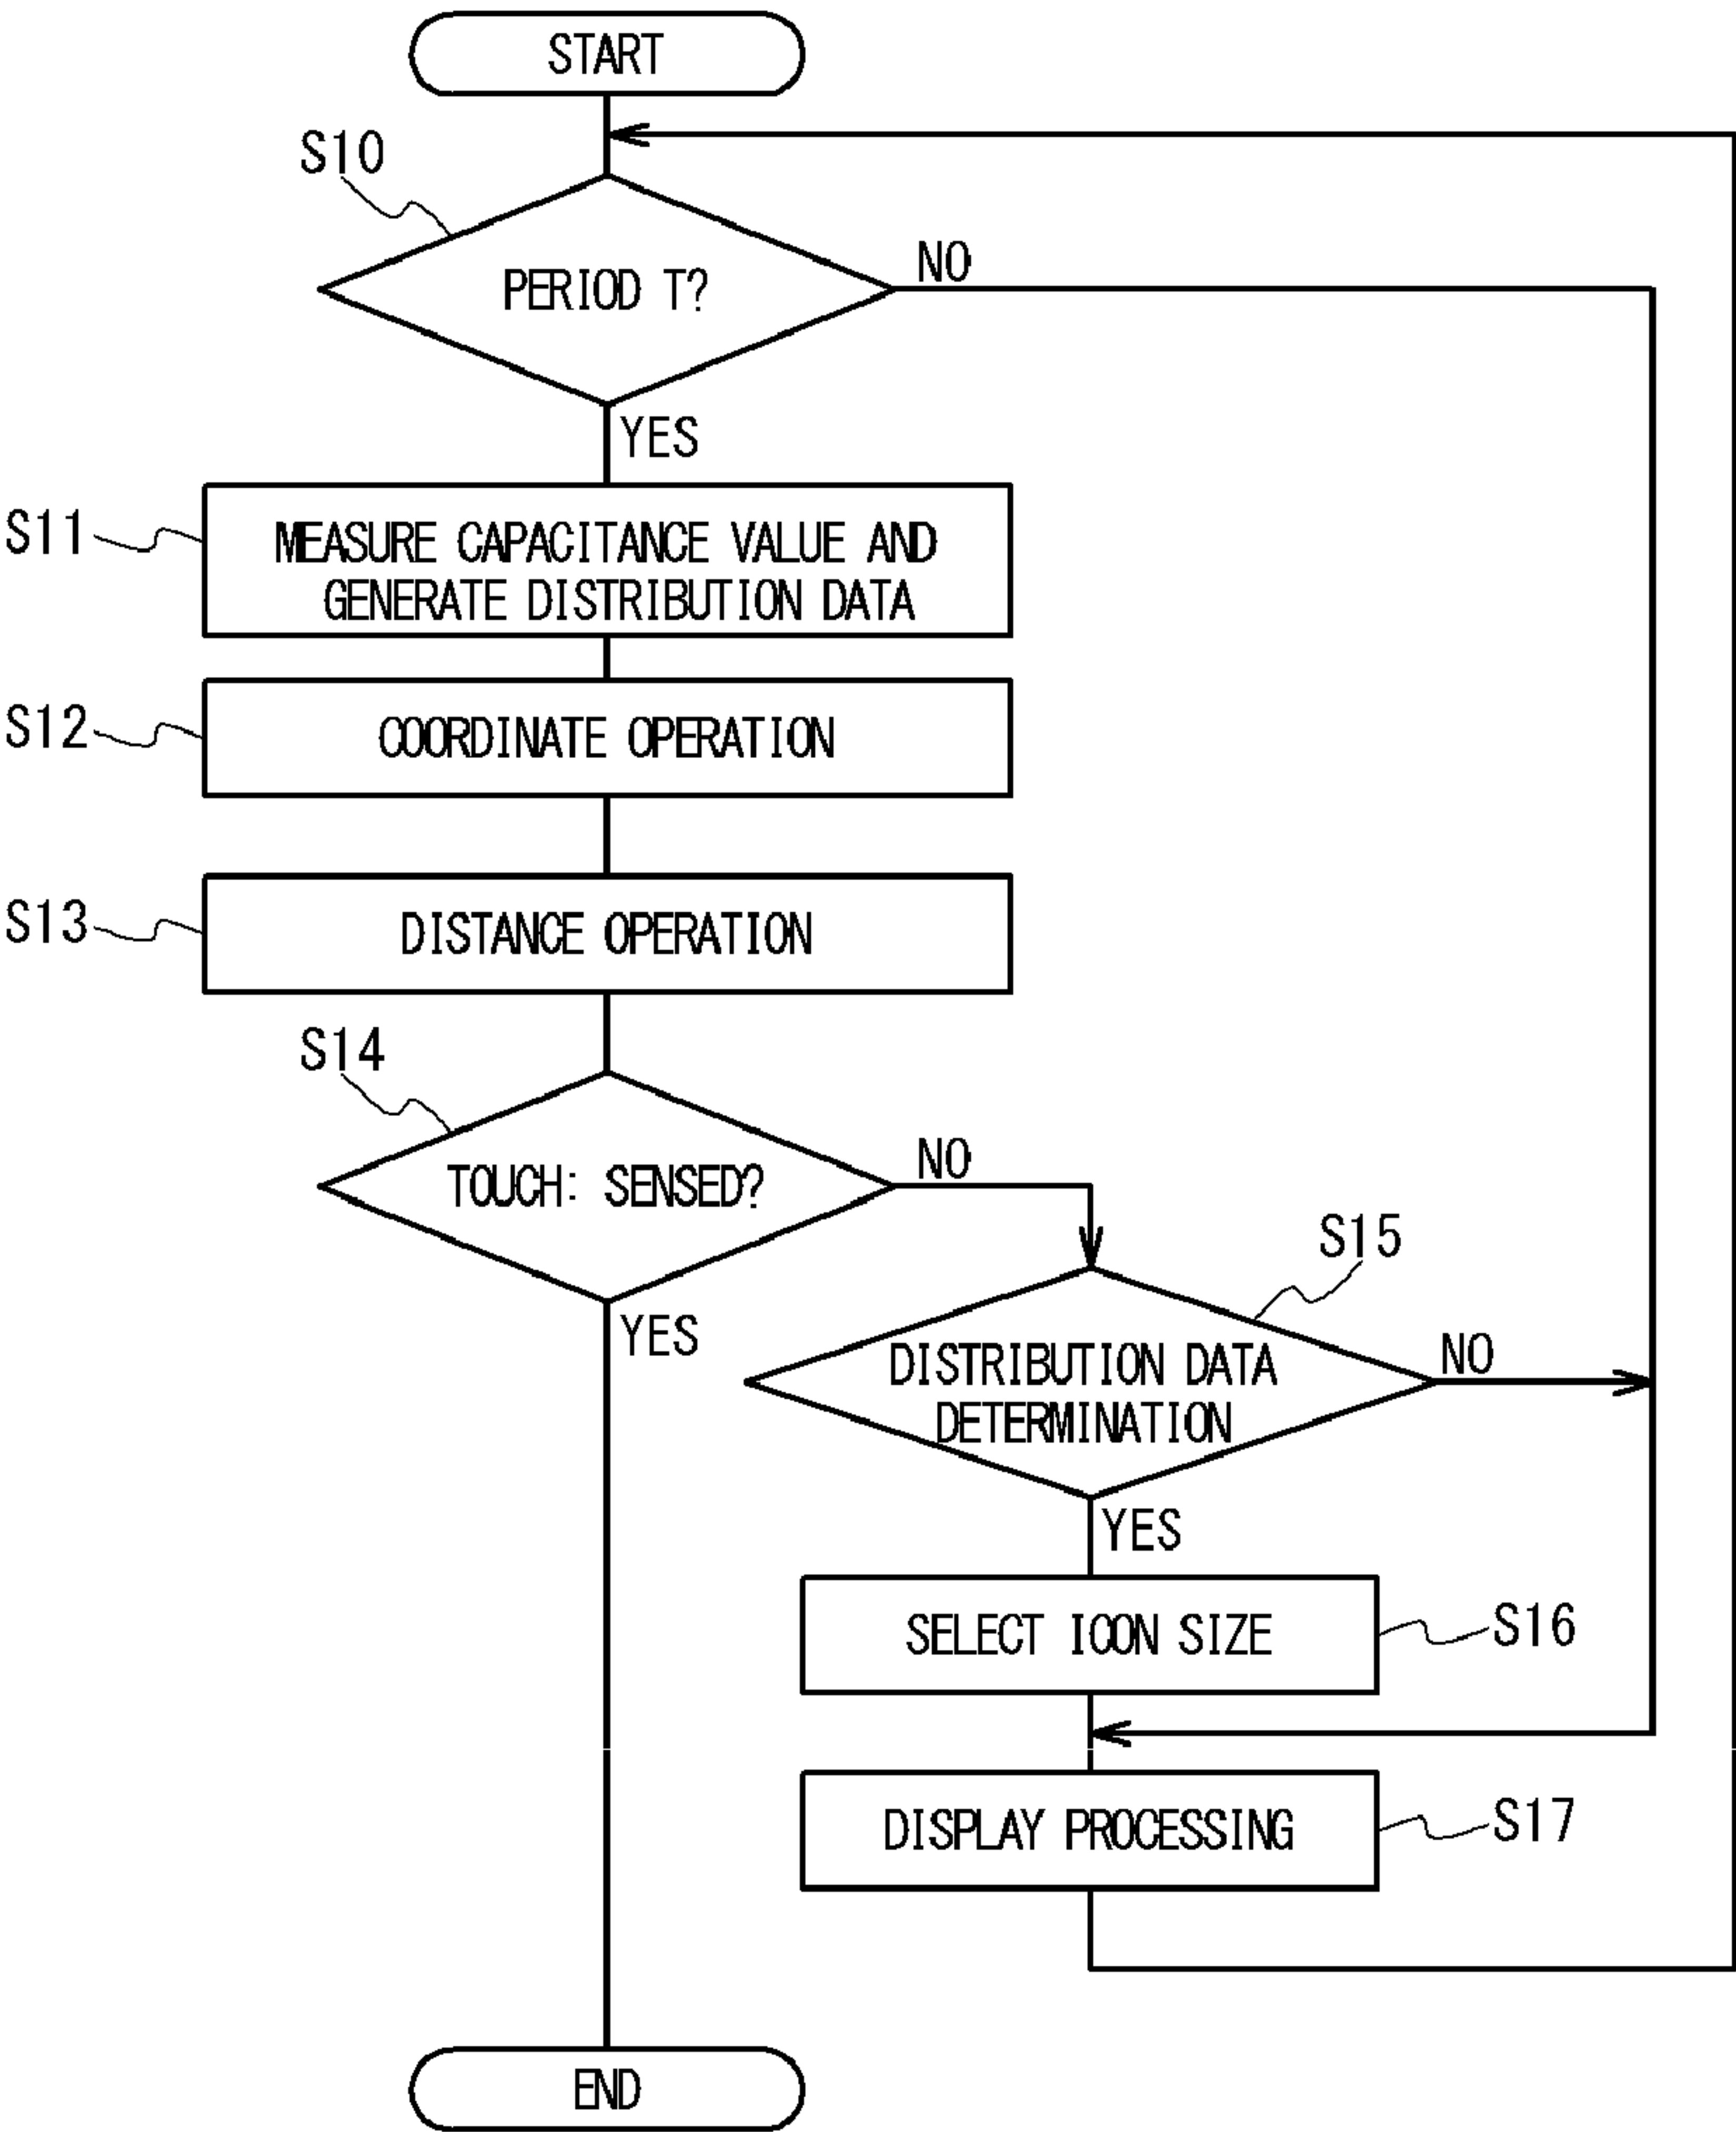 START
S10
PERIOD T?
NO
YES
S11
MEASURE CAPACITANCE VALUE AND
GENERATE DISTRIBUTION DATA
S12
COORDINATE OPERATION
S13
DISTANCE OPERATION
S14
TOUCH: SENSED?
NO
YES
S15
DISTRIBUTION DATA
DETERMINATION
NO
YES
SELECT ICON SIZE
S16
DISPLAY PROCESSING
S17
END